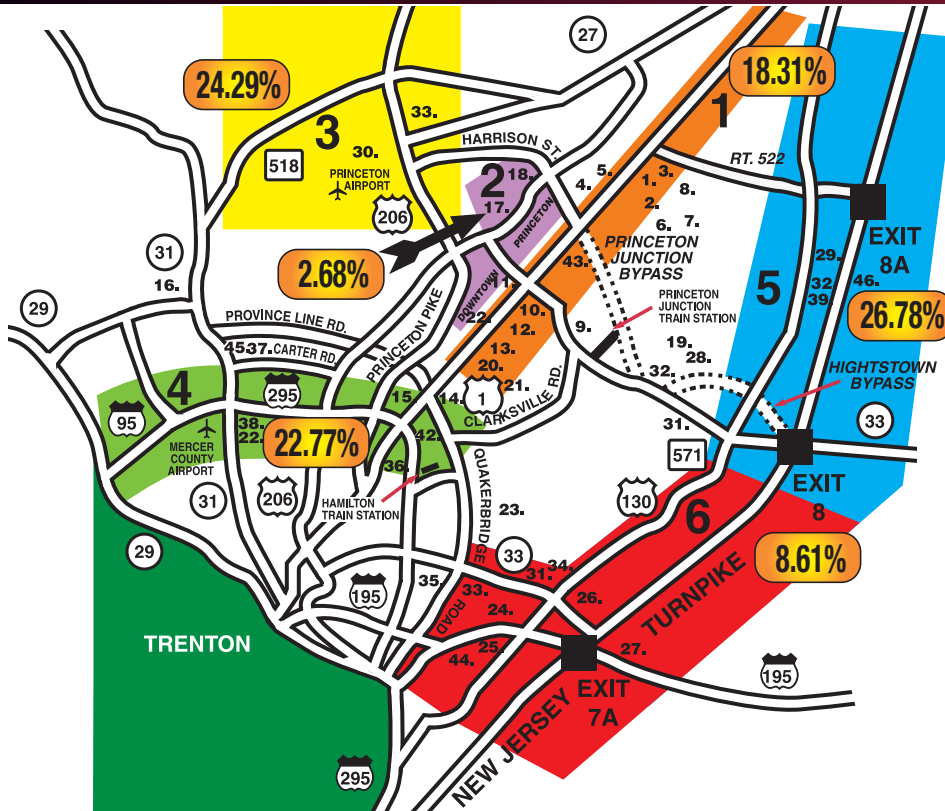 27
24.29%
18.31%
1
33.
3
HARRISON ST.
30.
518
PRINCETON
AIRPORT
2
18.
17.
PRINCETON
5.
4.
1.
3.
8.
2.
6.
7.
RT. 522
206
31
16.
2.68%
PRINCETON
JUNCTION
BYPASS
43.
EXIT
8A
29.
5
32
39.
46.
26.78%
29
DOWNTOWN
11.
22.
10.
12.
13.
20.
21.
9.
PRINCETON
JUNCTION
TRAIN STATION
PROVINCE LINE RD.
PRINCETON PIKE
45.
37.
CARTER RD.
19.
28.
32.
HIGHTSTOWN
BYPASS
4
295
15.
14.
1
CLARKSVILLE RD.
95
38.
22.
22.77%
42.
31.
33
MERCER
COUNTY
AIRPORT
36.
571
31
206
HAMILTON
TRAIN STATION
QUAKERBRIDGE
ROAD
23.
130
6
EXIT
8
29
33
34.
31.
8.61%
195
35.
33.
24.
26.
TURNPIKE
TRENTON
25.
44.
27.
195
EXIT
7A
NEW JERSEY
295